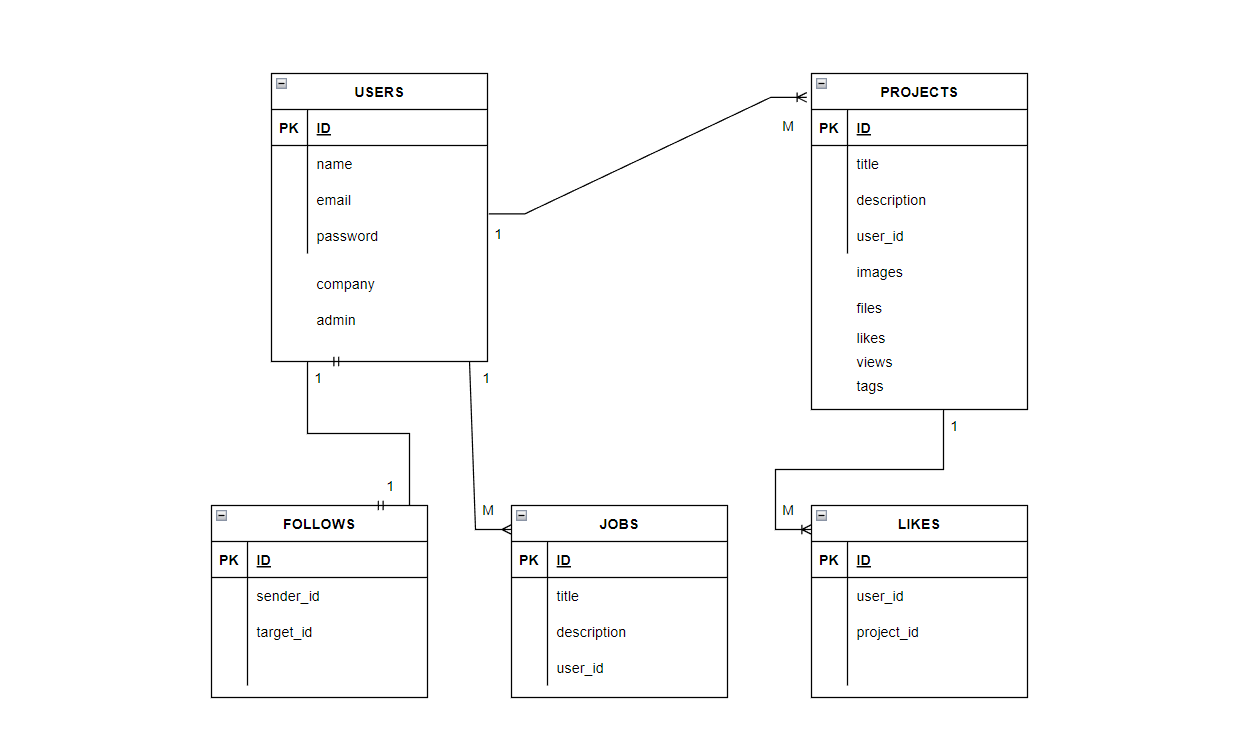 USERS
PK ID
name
email
password
company
admin
1
1
1
PROJECTS
M
PK ID
title
description
user_id
images
files
likes
views
tags
1
1
FOLLOWS
PK ID
sender_id
target_id
M
JOBS
PK ID
title
description
user_id
M
LIKES
PK ID
user_id
project_id